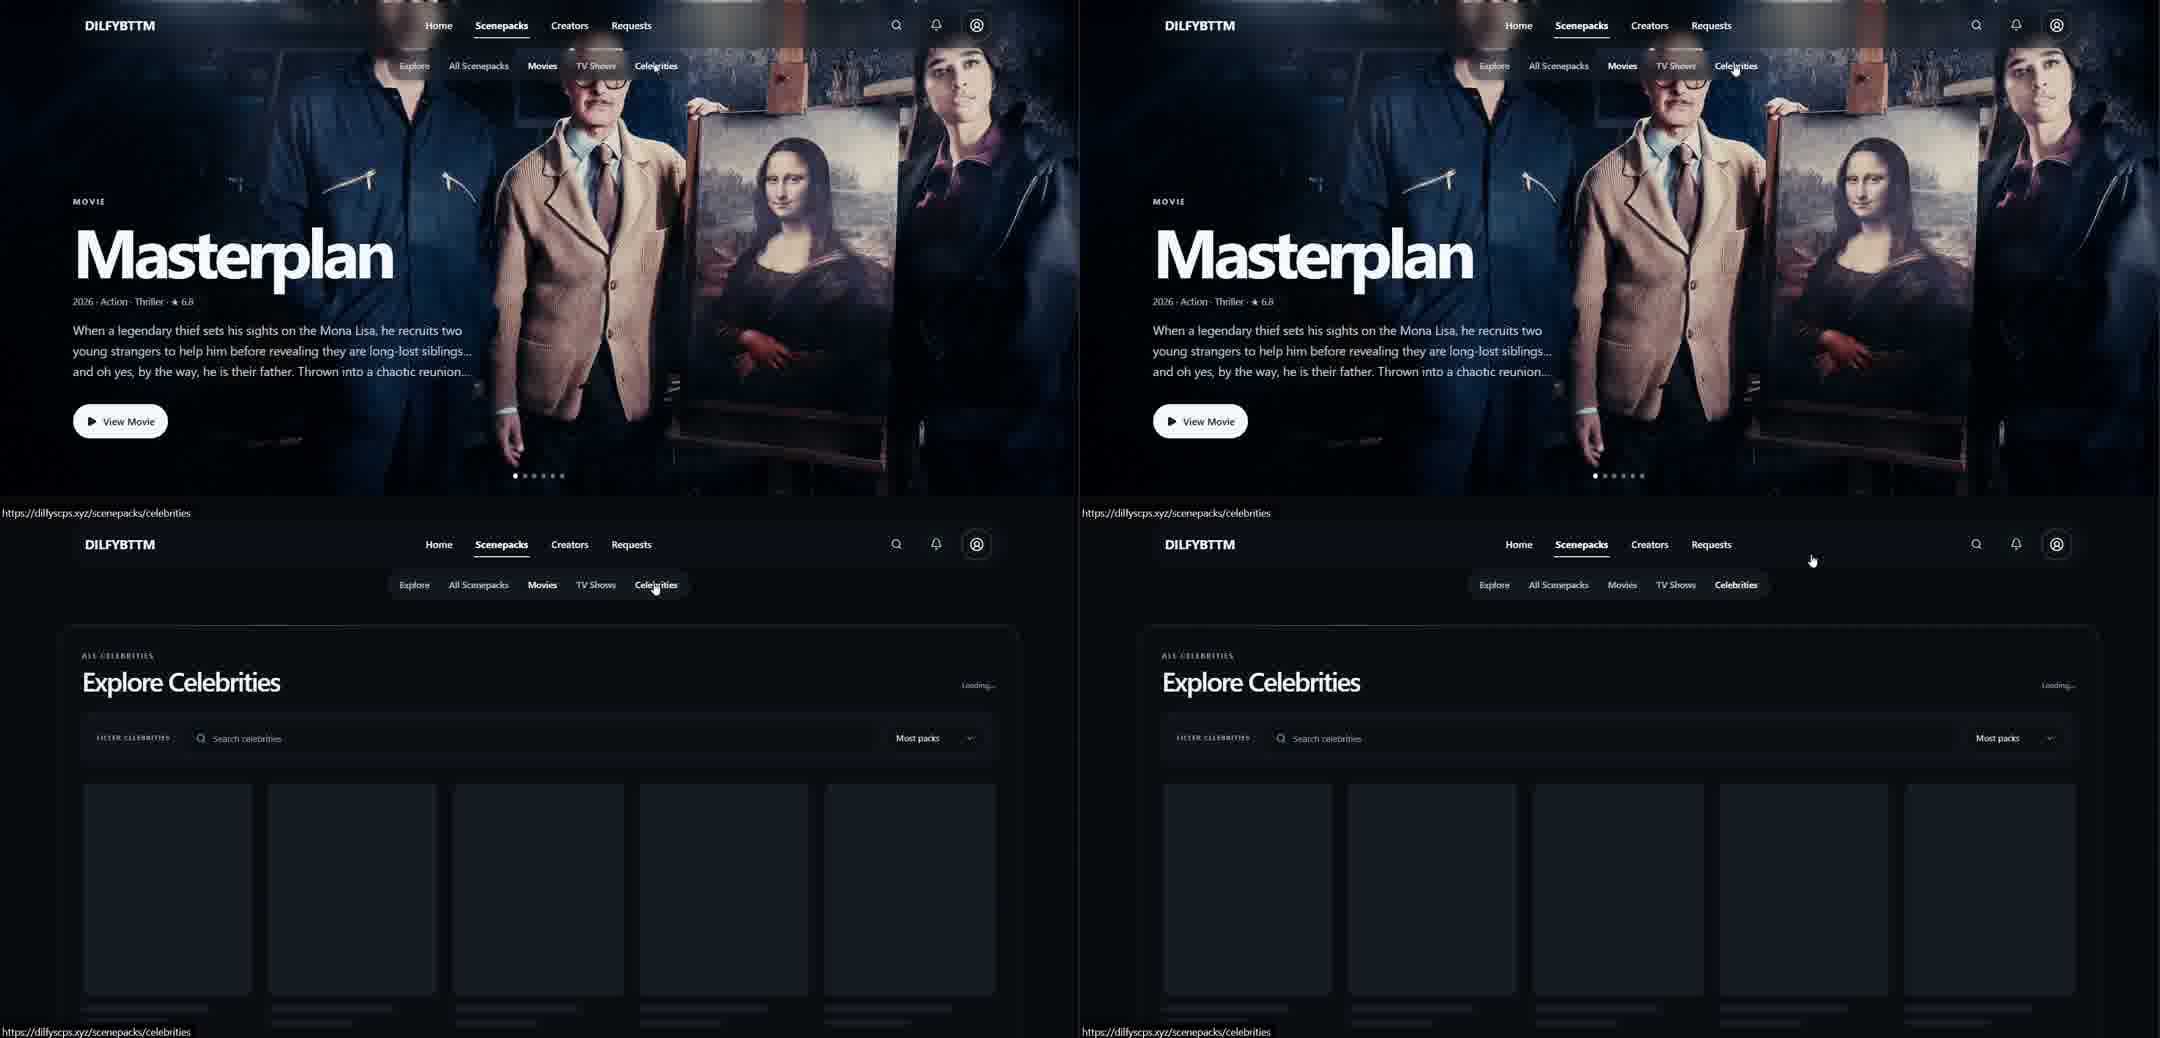 DILFYBTTM Home Scenepacks Creators Requests
Explore All Scenepacks Movies TV Shows Celebrities
MOVIE
Masterplan
2026 · Action · Thriller · ★ 6.8
When a legendary thief sets his sights on the Mona Lisa, he recruits two
young strangers to help him before revealing they are long-lost siblings...
and oh yes, by the way, he is their father. Thrown into a chaotic reunion...
View Movie
https://dilfyscps.xyz/scenepacks/celebrities
DILFYBTTM Home Scenepacks Creators Requests
Explore All Scenepacks Movies TV Shows Celebrities
MOVIE
Masterplan
2026 · Action · Thriller · ★ 6.8
When a legendary thief sets his sights on the Mona Lisa, he recruits two
young strangers to help him before revealing they are long-lost siblings...
and oh yes, by the way, he is their father. Thrown into a chaotic reunion...
View Movie
https://dilfyscps.xyz/scenepacks/celebrities
DILFYBTTM Home Scenepacks Creators Requests
Explore All Scenepacks Movies TV Shows Celebrities
ALL CELEBRITIES
Explore Celebrities
Loading...
FILTER CELEBRITIES Search celebrities Most packs
https://dilfyscps.xyz/scenepacks/celebrities
DILFYBTTM Home Scenepacks Creators Requests
Explore All Scenepacks Movies TV Shows Celebrities
ALL CELEBRITIES
Explore Celebrities
Loading...
FILTER CELEBRITIES Search celebrities Most packs
https://dilfyscps.xyz/scenepacks/celebrities